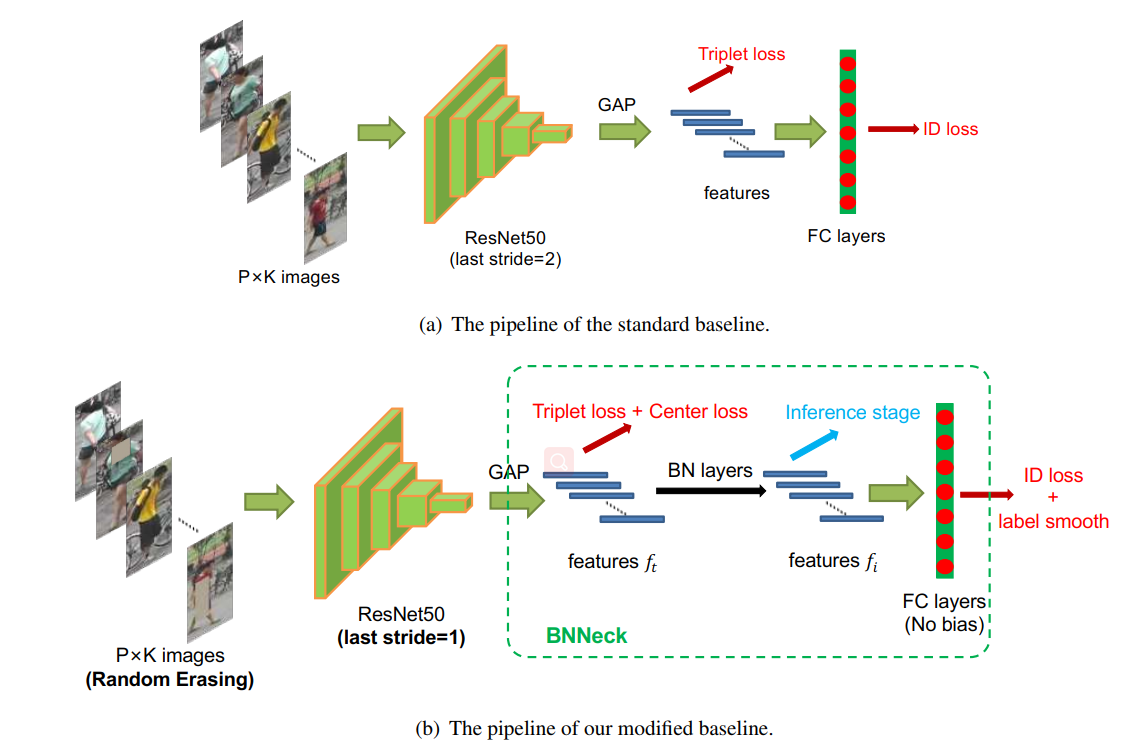 Triplet loss
GAP
ID loss
features
ResNet50
(last stride=2)
FC layers
P×K images
(a) The pipeline of the standard baseline.
Triplet loss + Center loss
Inference stage
GAP
BN layers
ID loss
+
label smooth
features fₜ
features fᵢ
ResNet50
(last stride=1)
FC layers
(No bias)
BNNeck
P×K images
(Random Erasing)
(b) The pipeline of our modified baseline.